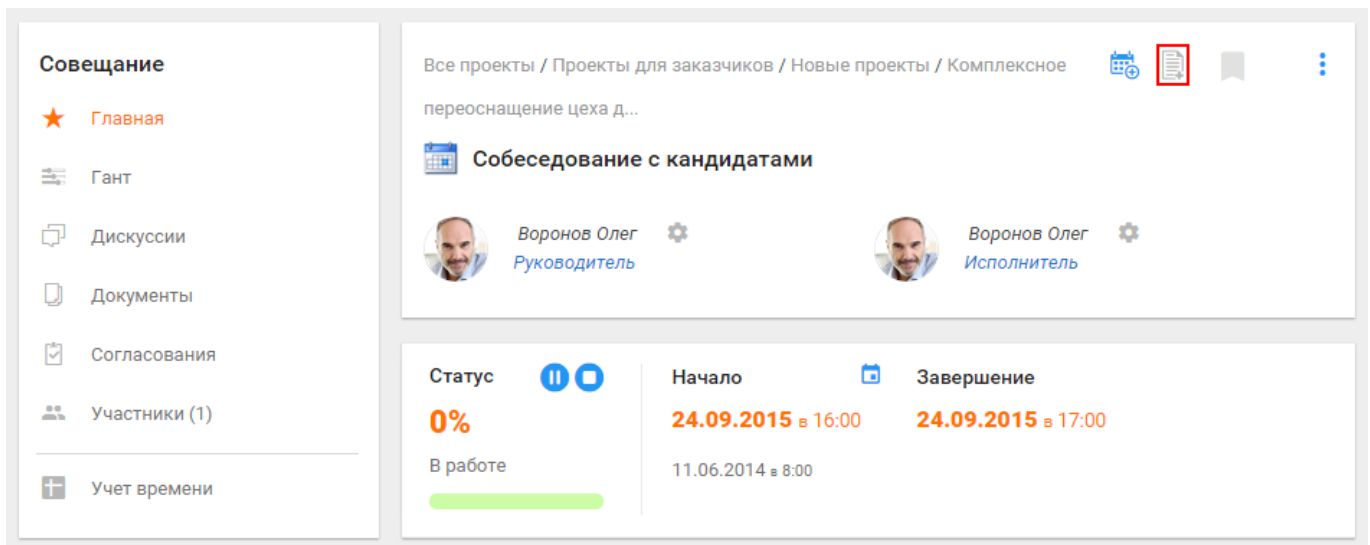 Совещание
Главная
Гант
Дискуссии
Документы
Согласования
Участники (1)
Учет времени
Все проекты / Проекты для заказчиков / Новые проекты / Комплексное
переоснащение цеха д...
Собеседование с кандидатами
Воронов Олег
Руководитель
Воронов Олег
Исполнитель
Статус
0%
В работе
Начало
24.09.2015 в 16:00
11.06.2014 в 8:00
Завершение
24.09.2015 в 17:00